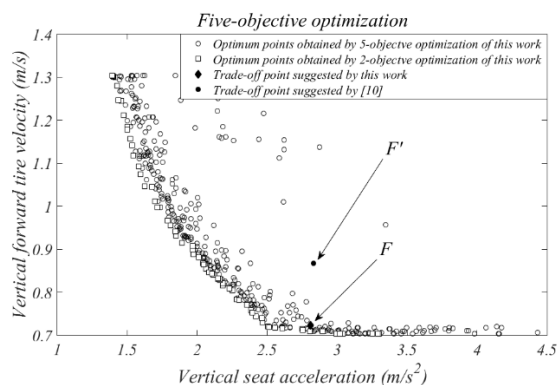 Five-objective optimization
Optimum points obtained by 5-objectve optimization of this work
Optimum points obtained by 2-objective optimization of this work
Trade-off point suggested by this work
Trade-off point suggested by [10]
1.4
1.3
1.2
1.1
1
0.9
0.8
0.7
Vertical forward tire velocity (m/s)
F'
F
1
1.5
2
2.5
3
3.5
4
4.5
Vertical seat acceleration (m/s²)